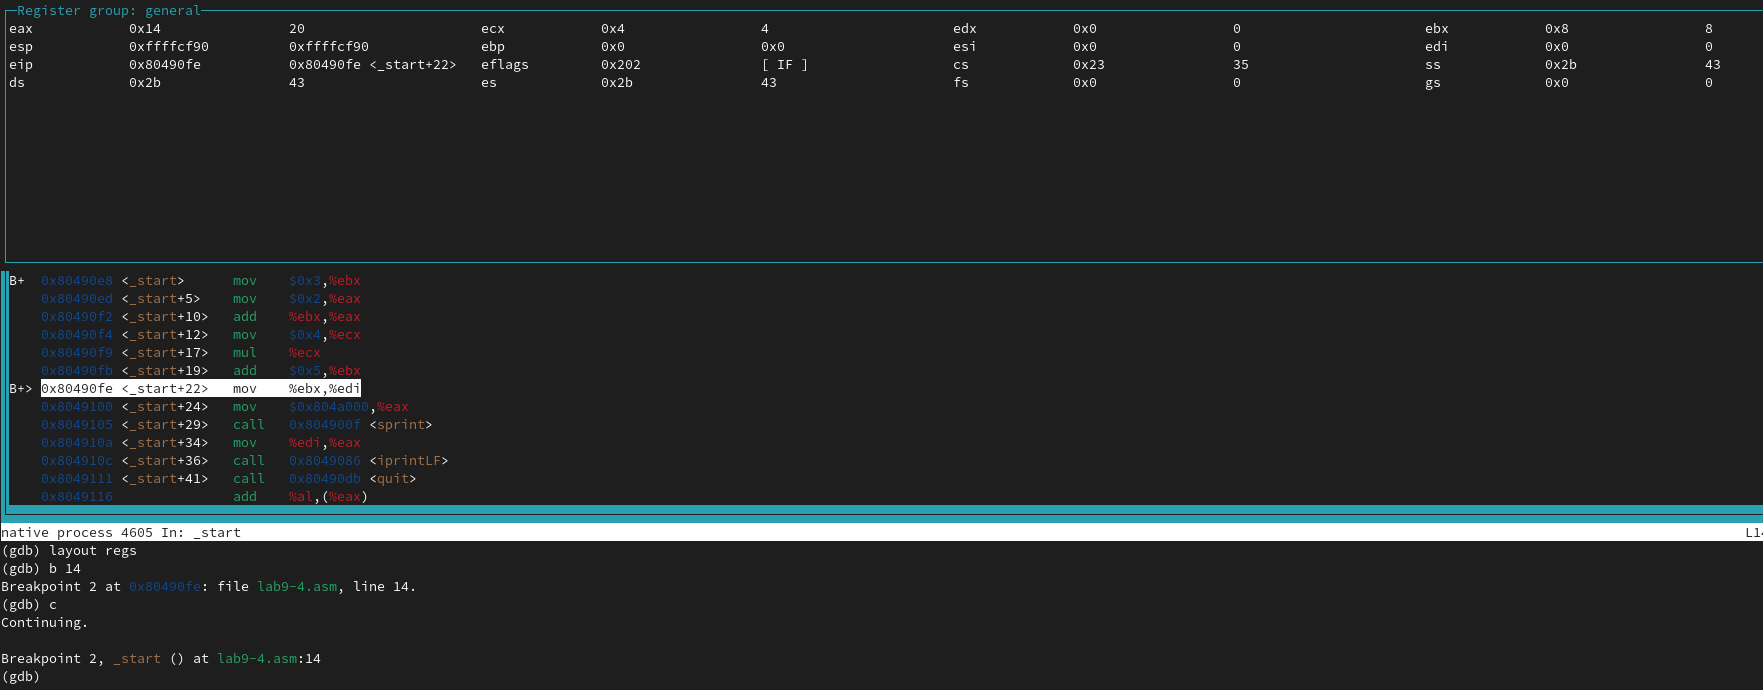 Register group: general
eax 0x14 20 ecx 0x4 4 edx 0x0 0 ebx 0x8 8
esp 0xffffcf90 0xffffcf90 ebp 0x0 0x0 esi 0x0 0 edi 0x0 0
eip 0x80490fe 0x80490fe <_start+22> eflags 0x202 [ IF ] cs 0x23 35 ss 0x2b 43
ds 0x2b 43 es 0x2b 43 fs 0x0 0 gs 0x0 0
B+ 0x80490e8 <_start> mov $0x3,%ebx
0x80490ed <_start+5> mov $0x2,%eax
0x80490f2 <_start+10> add %ebx,%eax
0x80490f4 <_start+12> mov $0x4,%ecx
0x80490f9 <_start+17> mul %ecx
0x80490fb <_start+19> add $0x5,%ebx
B+> 0x80490fe <_start+22> mov %ebx,%edi
0x8049100 <_start+24> mov $0x804a000,%eax
0x8049105 <_start+29> call 0x804900f <sprint>
0x804910a <_start+34> mov %edi,%eax
0x804910c <_start+36> call 0x8049086 <iprintLF>
0x8049111 <_start+41> call 0x80490db <quit>
0x8049116 add %al,(%eax)
native process 4605 In: _start L14
(gdb) layout regs
(gdb) b 14
Breakpoint 2 at 0x80490fe: file lab9-4.asm, line 14.
(gdb) c
Continuing.
Breakpoint 2, _start () at lab9-4.asm:14
(gdb)